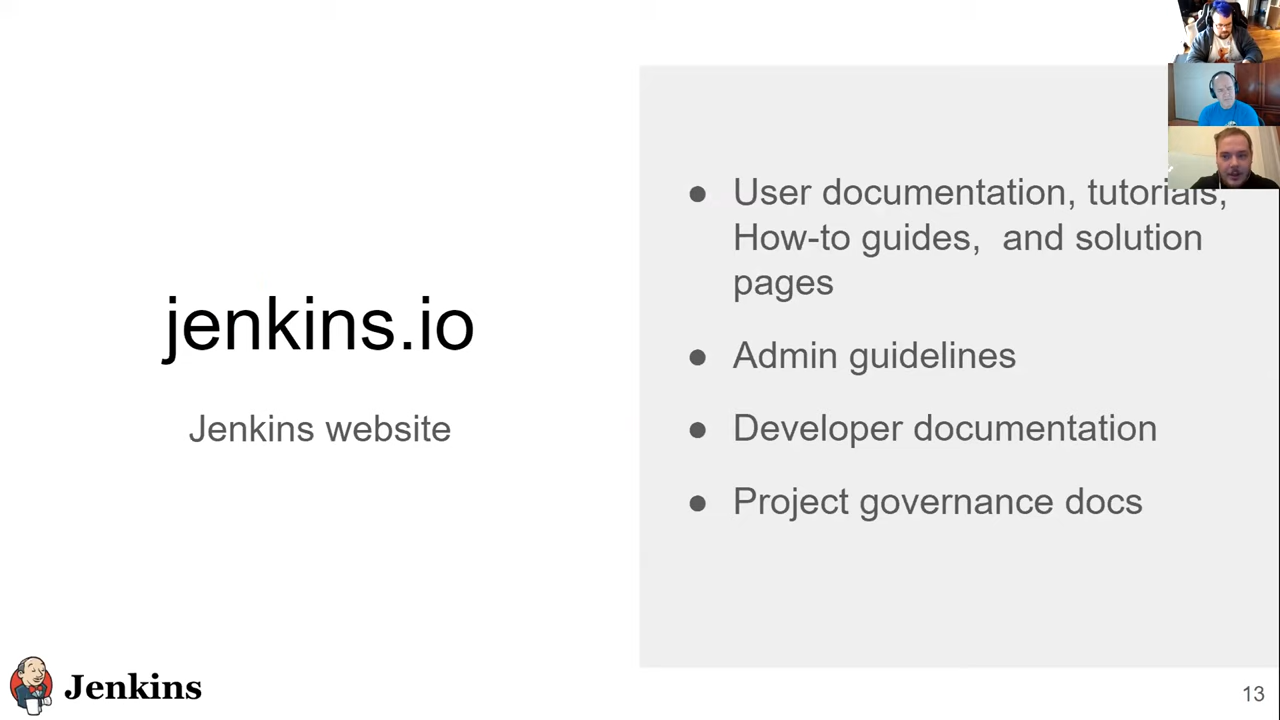 jenkins.io
Jenkins website
● User documentation, tutorials,
How-to guides,  and solution
pages
● Admin guidelines
● Developer documentation
● Project governance docs
Jenkins
13